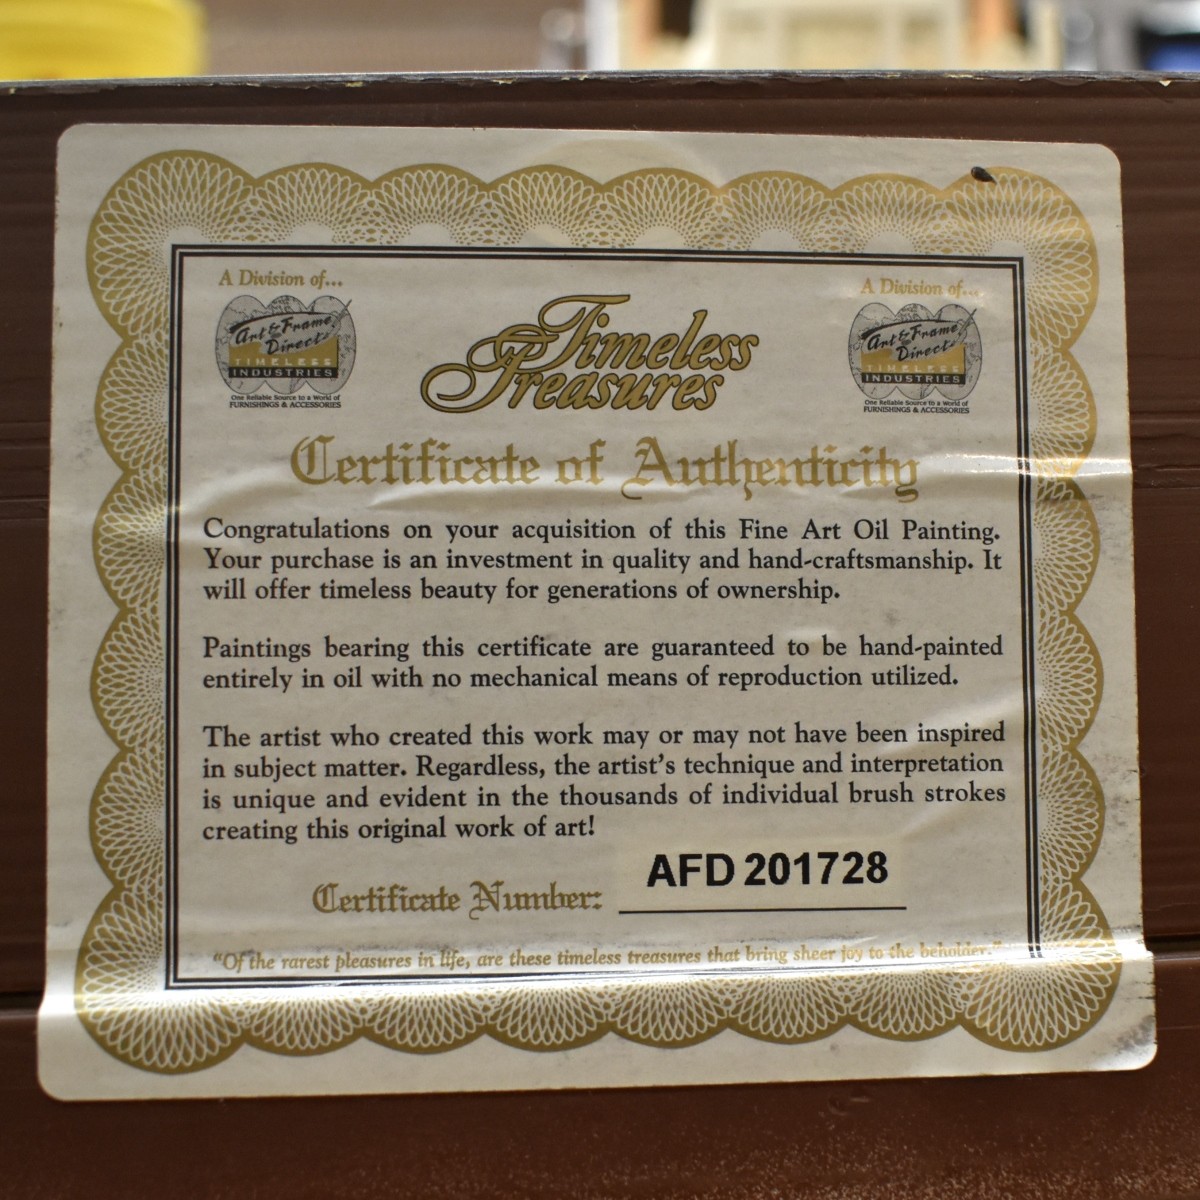 A Division of...
Art & Frame
Direct
TIMELESS
INDUSTRIES
One Reliable Source to a World of
FURNISHINGS & ACCESSORIES
Timeless
Treasures
A Division of...
Art & Frame
Direct
TIMELESS
INDUSTRIES
One Reliable Source to a World of
FURNISHINGS & ACCESSORIES
Certificate of Authenticity
Congratulations on your acquisition of this Fine Art Oil Painting.
Your purchase is an investment in quality and hand-craftsmanship. It
will offer timeless beauty for generations of ownership.
Paintings bearing this certificate are guaranteed to be hand-painted
entirely in oil with no mechanical means of reproduction utilized.
The artist who created this work may or may not have been inspired
in subject matter. Regardless, the artist's technique and interpretation
is unique and evident in the thousands of individual brush strokes
creating this original work of art!
Certificate Number: AFD 201728
"Of the rarest pleasures in life, are these timeless treasures that bring sheer joy to the beholder."